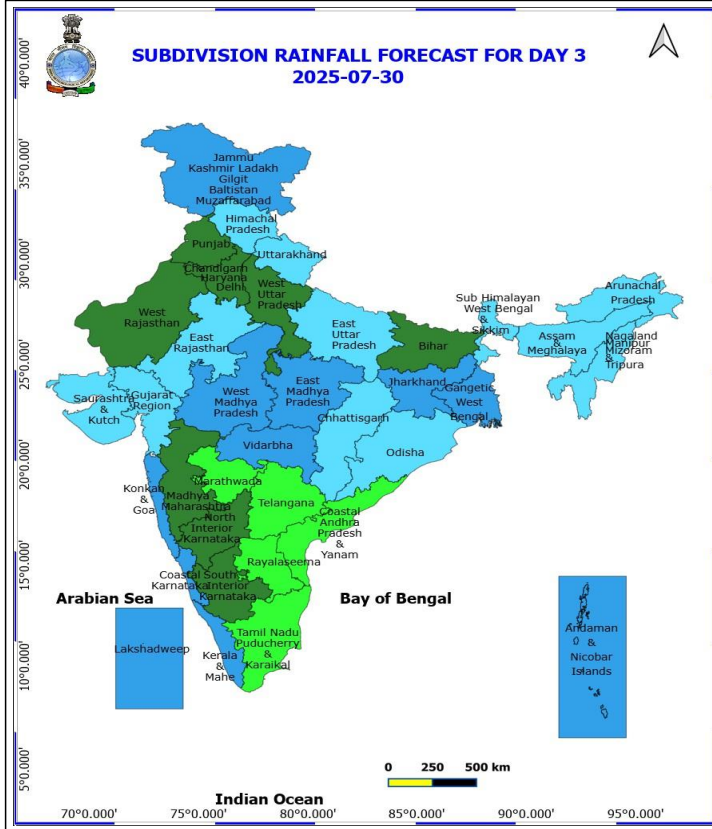 SUBDIVISION RAINFALL FORECAST FOR DAY 3
2025-07-30
40°0.000'
35°0.000'
30°0.000'
25°0.000'
20°0.000'
15°0.000'
10°0.000'
5°0.000'
Jammu
Kashmir Ladakh
Gilgit
Baltistan
Muzaffarabad
Himachal
Pradesh
Punjab
Uttarakhand
Chandigarh
Haryana
Delhi
West
Uttar
Pradesh
West
Rajasthan
East
Rajasthan
East
Uttar
Pradesh
Bihar
Sub Himalayan
West Bengal
&
Sikkim
Arunachal
Pradesh
Assam
&
Meghalaya
Nagaland
Manipur
Mizoram
&
Tripura
Saurashtra
&
Kutch
Gujarat
Region
West
Madhya
Pradesh
East
Madhya
Pradesh
Jharkhand
Gangetic
West
Bengal
Chhattisgarh
Vidarbha
Odisha
Konkan
&
Goa
Madhya
Maharashtra
Marathwada
Telangana
North
Interior
Karnataka
Coastal
Andhra
Pradesh
&
Yanam
Rayalaseema
Coastal
Karnataka
South
Interior
Karnataka
Arabian Sea
Bay of Bengal
Lakshadweep
Kerala
&
Mahe
Tamil Nadu
Puducherry
&
Karaikal
Andaman
&
Nicobar
Islands
0 250 500 km
Indian Ocean
70°0.000' 75°0.000' 80°0.000' 85°0.000' 90°0.000' 95°0.000'